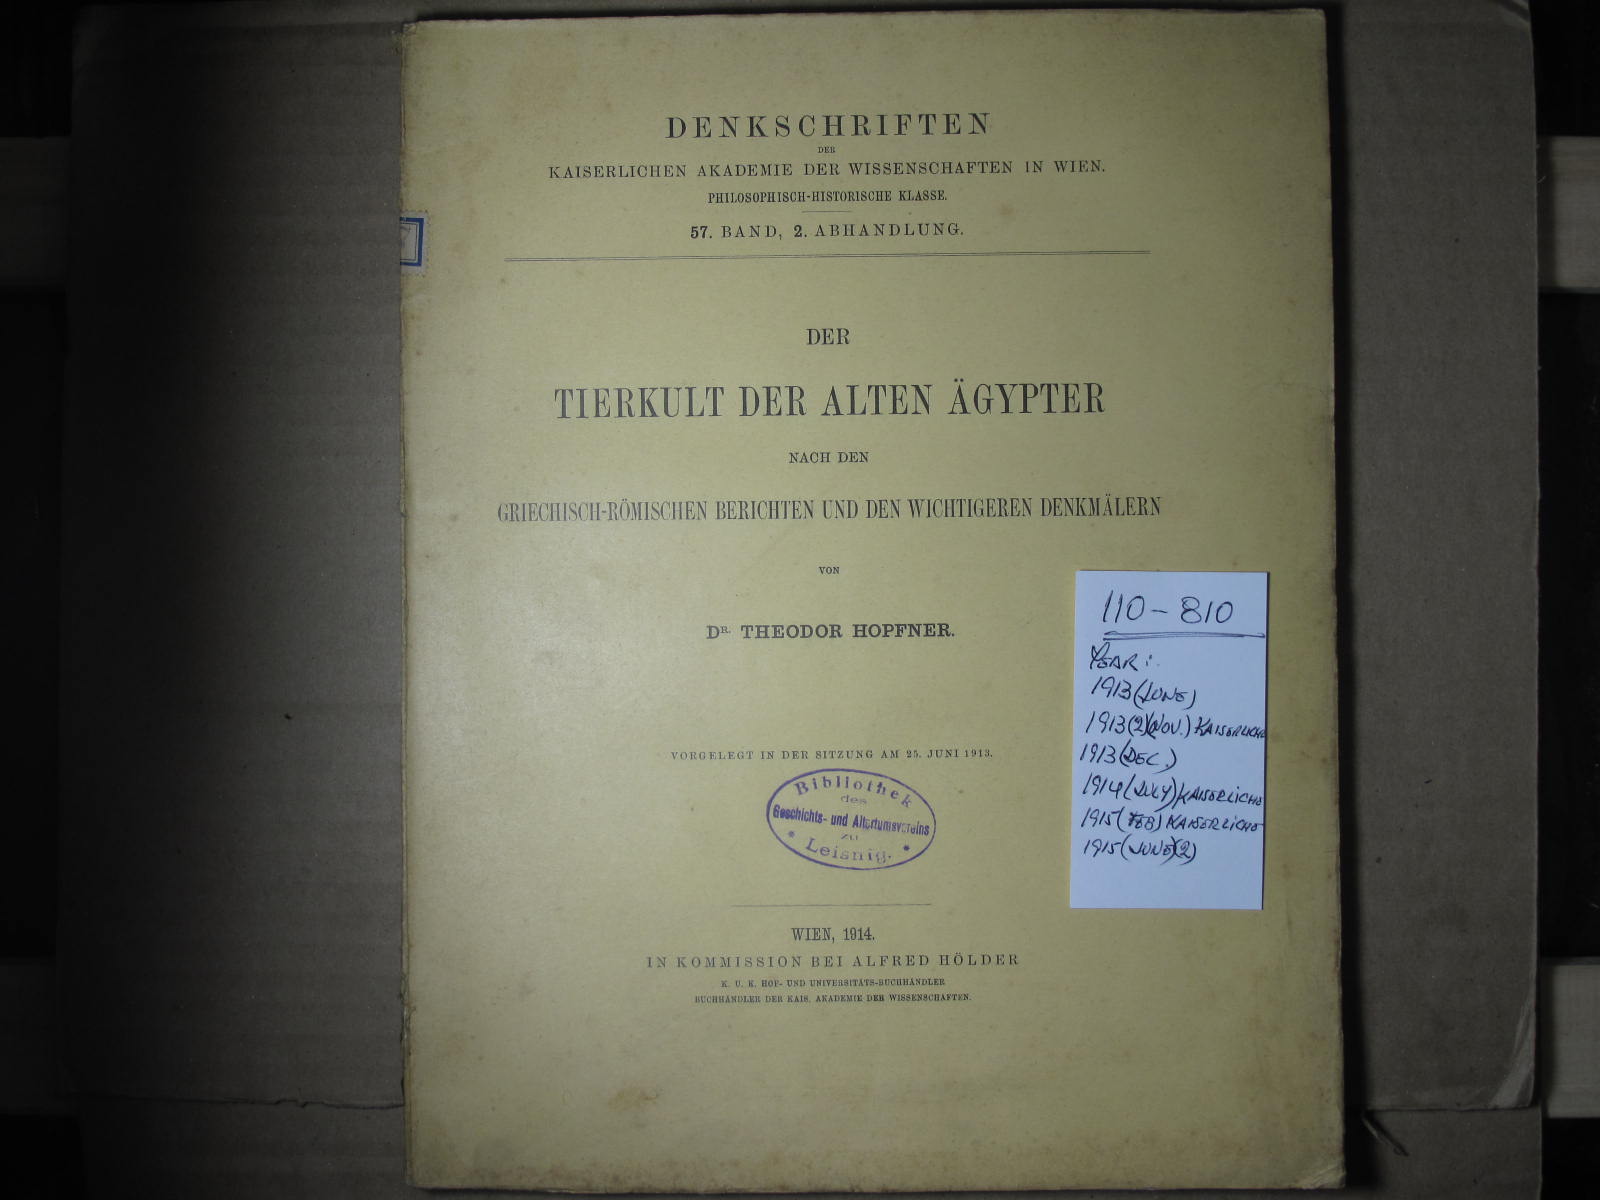 DENKSCHRIFTEN
DER
KAISERLICHEN AKADEMIE DER WISSENSCHAFTEN IN WIEN.
PHILOSOPHISCH-HISTORISCHE KLASSE.
57. BAND, 2. ABHANDLUNG.
DER
TIERKULT DER ALTEN ÄGYPTER
NACH DEN
GRIECHISCH-RÖMISCHEN BERICHTEN UND DEN WICHTIGEREN DENKMÄLERN
VON
DR. THEODOR HOPFNER.
VORGELEGT IN DER SITZUNG AM 25. JUNI 1913.
Bibliothek
des
Geschichts- und Altertumsvereins
zu
Leisnig.
WIEN, 1914.
IN KOMMISSION BEI ALFRED HÖLDER
K. U. K. HOF- UND UNIVERSITÄTS-BUCHHÄNDLER
BUCHHÄNDLER DER KAIS. AKADEMIE DER WISSENSCHAFTEN.
110-810
YEAR:
1913 (JUNE)
1913(2)(NOV.) KAISERLICHE
1913 (DEC.)
1914 (JULY) KAISERLICHE
1915 (FEB) KAISERLICHE
1915 (JUNE)(2)